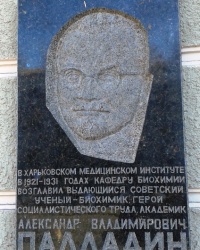 В ХАРЬКОВСКОМ МЕДИЦИНСКОМ ИНСТИТУТЕ
В 1921-1931 ГОДАХ КАФЕДРУ БИОХИМИИ
ВОЗГЛАВЛЯЛ ВЫДАЮЩИЙСЯ СОВЕТСКИЙ
УЧЕНЫЙ-БИОХИМИК, ГЕРОЙ
СОЦИАЛИСТИЧЕСКОГО ТРУДА, АКАДЕМИК
АЛЕКСАНДР ВЛАДИМИРОВИЧ
ПАЛЛАДИН